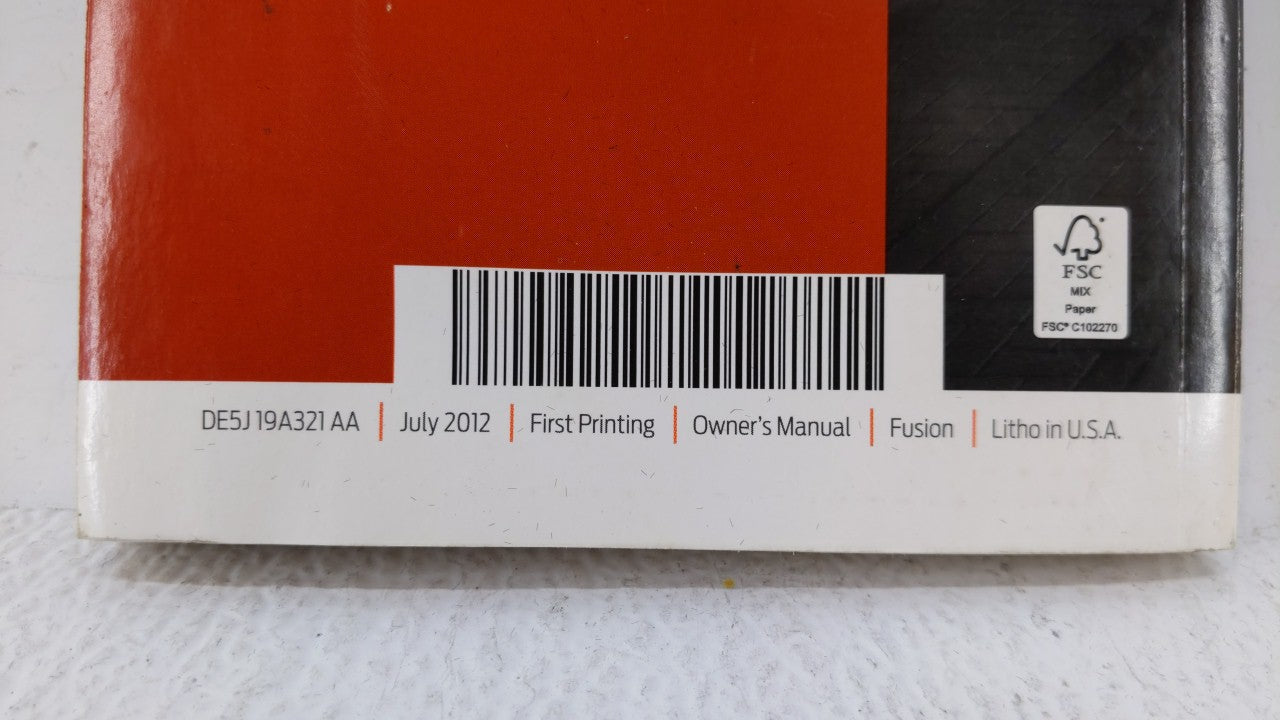 FSC
MIX
Paper
FSC® C102270
DE5J 19A321 AA | July 2012 | First Printing | Owner's Manual | Fusion | Litho in U.S.A.